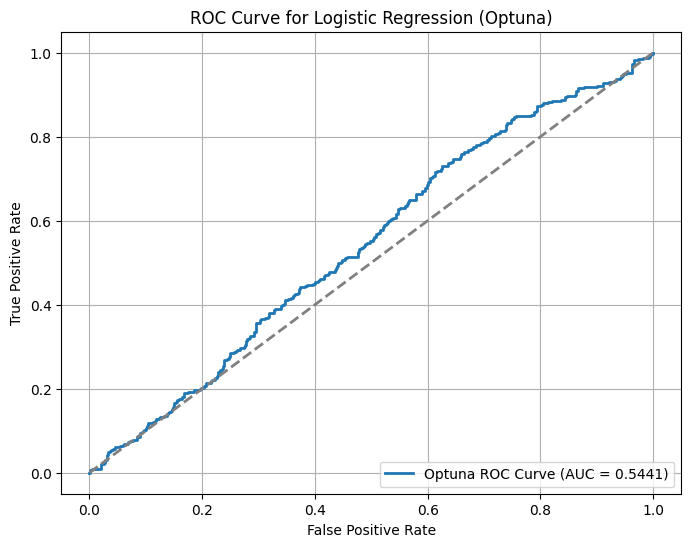 ROC Curve for Logistic Regression (Optuna)
True Positive Rate
1.0
0.8
0.6
0.4
0.2
0.0
Optuna ROC Curve (AUC = 0.5441)
0.0 0.2 0.4 0.6 0.8 1.0
False Positive Rate